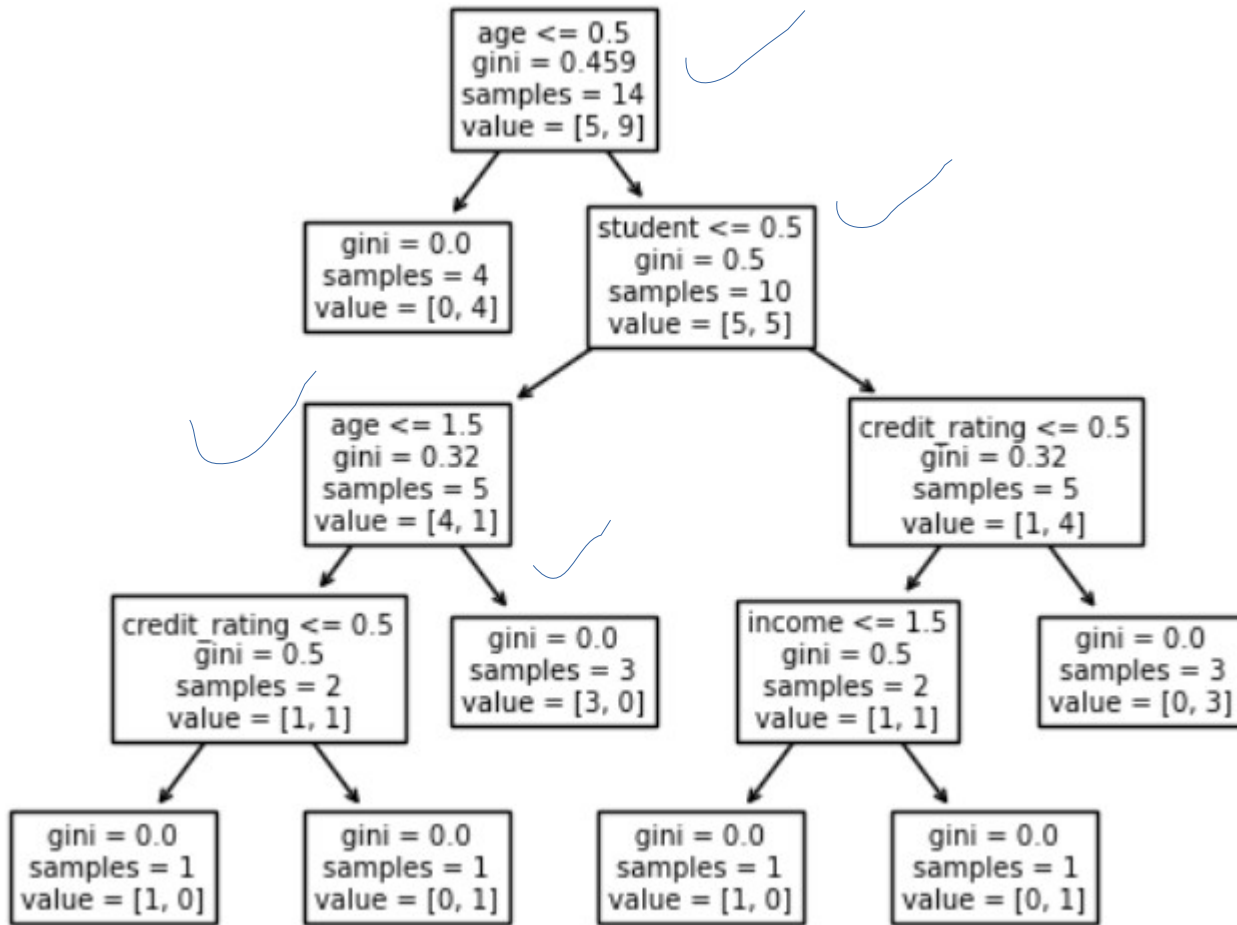 age <= 0.5
gini = 0.459
samples = 14
value = [5, 9]
gini = 0.0
samples = 4
value = [0, 4]
student <= 0.5
gini = 0.5
samples = 10
value = [5, 5]
age <= 1.5
gini = 0.32
samples = 5
value = [4, 1]
credit_rating <= 0.5
gini = 0.32
samples = 5
value = [1, 4]
credit_rating <= 0.5
gini = 0.5
samples = 2
value = [1, 1]
gini = 0.0
samples = 3
value = [3, 0]
income <= 1.5
gini = 0.5
samples = 2
value = [1, 1]
gini = 0.0
samples = 3
value = [0, 3]
gini = 0.0
samples = 1
value = [1, 0]
gini = 0.0
samples = 1
value = [0, 1]
gini = 0.0
samples = 1
value = [1, 0]
gini = 0.0
samples = 1
value = [0, 1]